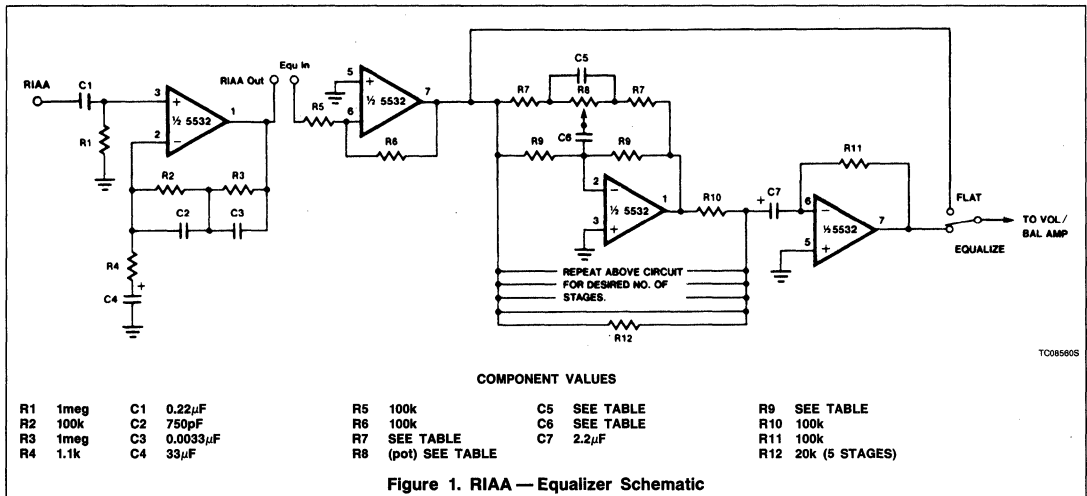 RIAA
C1
R1
3
+
½ 5532
2
−
1
RIAA Out
Equ In
R2
R3
C2
C3
R4
C4
+
R5
5
+
½ 5532
6
−
7
R6
C5
R7
R8
R7
C6
R9
R9
2
−
½ 5532
3
+
1
R10
C7
+
R11
6
−
½ 5532
5
+
7
FLAT
TO VOL/
BAL AMP
EQUALIZE
REPEAT ABOVE CIRCUIT
FOR DESIRED NO. OF
STAGES.
R12
TC08560S
COMPONENT VALUES
R1 1meg C1 0.22μF R5 100k C5 SEE TABLE R9 SEE TABLE
R2 100k C2 750pF R6 100k C6 SEE TABLE R10 100k
R3 1meg C3 0.0033μF R7 SEE TABLE C7 2.2μF R11 100k
R4 1.1k C4 33μF R8 (pot) SEE TABLE R12 20k (5 STAGES)
Figure 1. RIAA — Equalizer Schematic